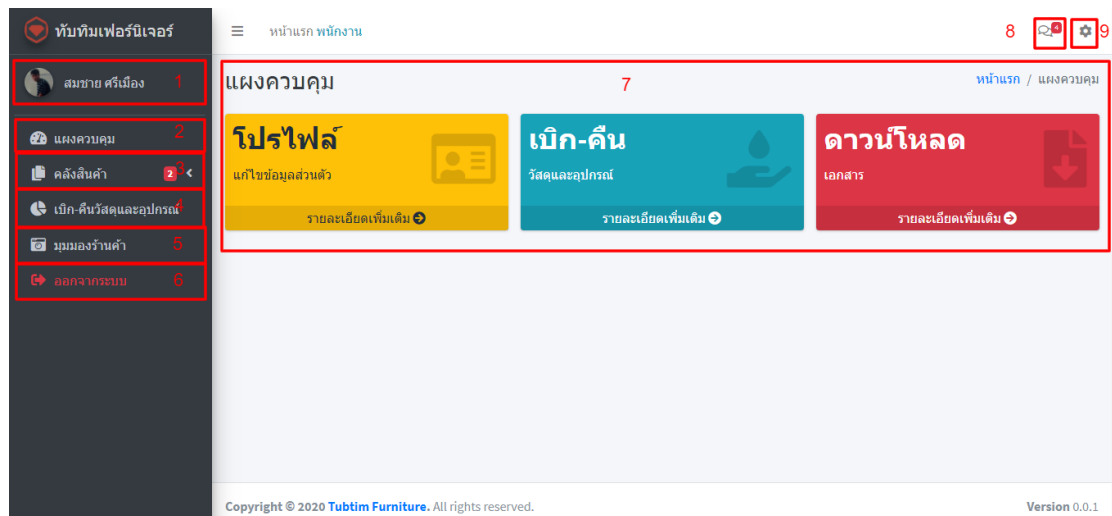 ทับทิมเฟอร์นิเจอร์
หน้าแรก พนักงาน
8
4
9
สมชาย ศรีเมือง
1
แผงควบคุม
2
คลังสินค้า
2
3
เบิก-คืนวัสดุและอุปกรณ์
4
มุมมองร้านค้า
5
ออกจากระบบ
6
แผงควบคุม
7
หน้าแรก / แผงควบคุม
โปรไฟล์
แก้ไขข้อมูลส่วนตัว
รายละเอียดเพิ่มเติม
เบิก-คืน
วัสดุและอุปกรณ์
รายละเอียดเพิ่มเติม
ดาวน์โหลด
เอกสาร
รายละเอียดเพิ่มเติม
Copyright © 2020 Tubtim Furniture. All rights reserved.
Version 0.0.1